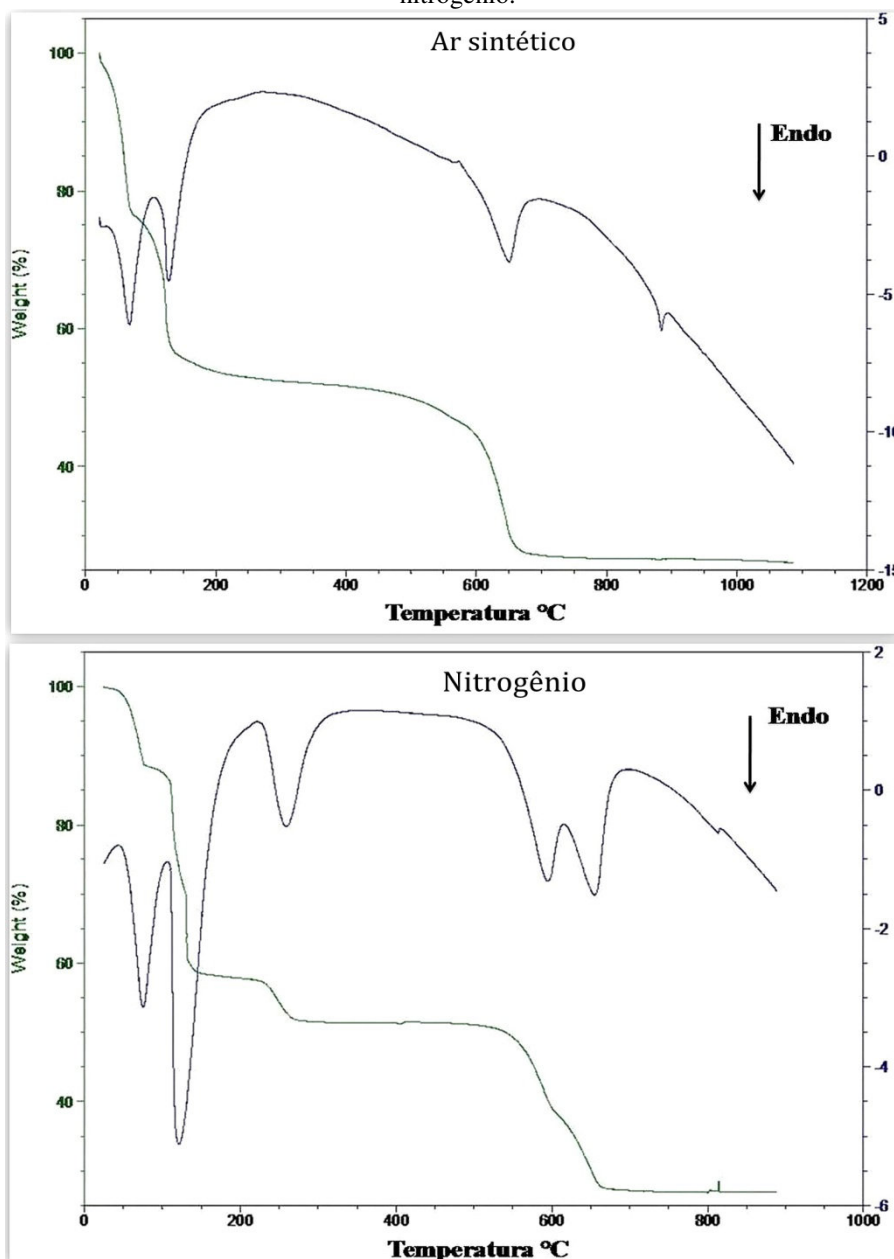 nitrogênio.
Ar sintético
Endo
Weight (%)
100
80
60
40
5
0
-5
-10
-15
0 200 400 600 800 1000 1200
Temperatura °C
Nitrogênio
Endo
Weight (%)
100
80
60
40
2
0
-2
-4
-6
0 200 400 600 800 1000
Temperatura °C